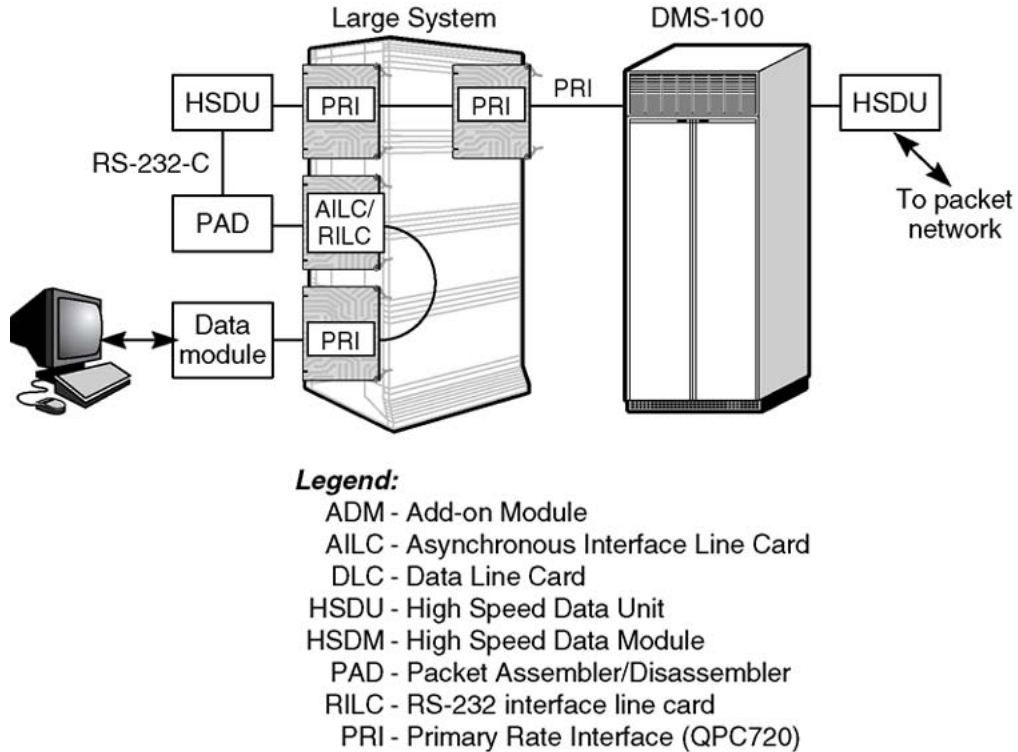 Large System
DMS-100
HSDU
PRI
PRI
PRI
HSDU
RS-232-C
PAD
AILC/
RILC
To packet
network
Data
module
PRI
Legend:
ADM - Add-on Module
AILC - Asynchronous Interface Line Card
DLC - Data Line Card
HSDU - High Speed Data Unit
HSDM - High Speed Data Module
PAD - Packet Assembler/Disassembler
RILC - RS-232 interface line card
PRI - Primary Rate Interface (QPC720)